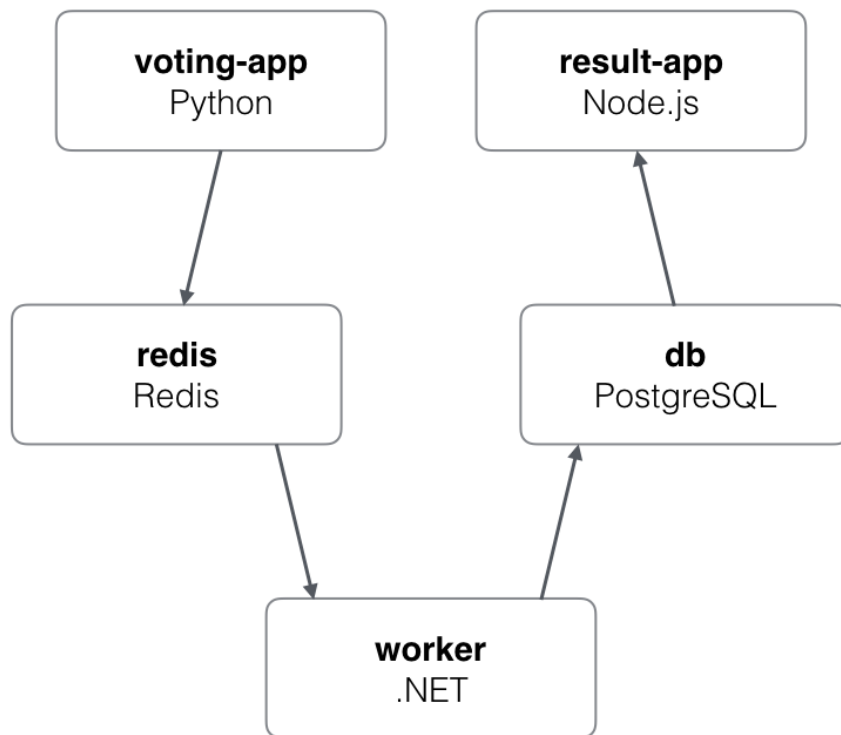 voting-app
Python
result-app
Node.js
redis
Redis
db
PostgreSQL
worker
.NET